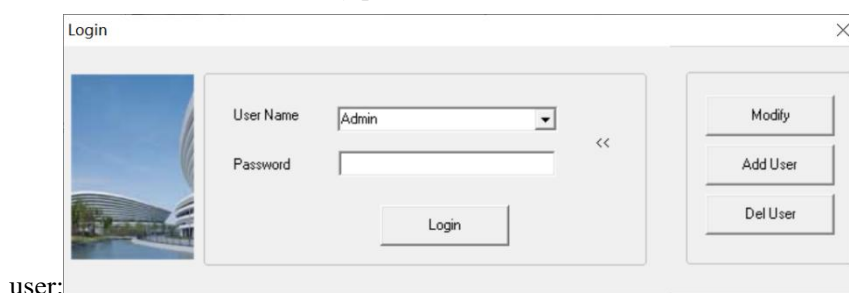 Login
User Name
Admin
<<
Password
Login
Modify
Add User
Del User
user: